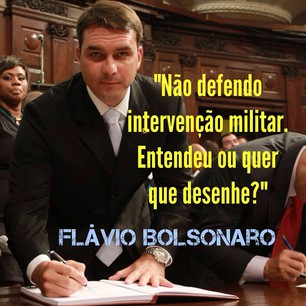 "Não defendo
intervenção militar.
Entendeu ou quer
que desenhe?"
FLÁVIO BOLSONARO